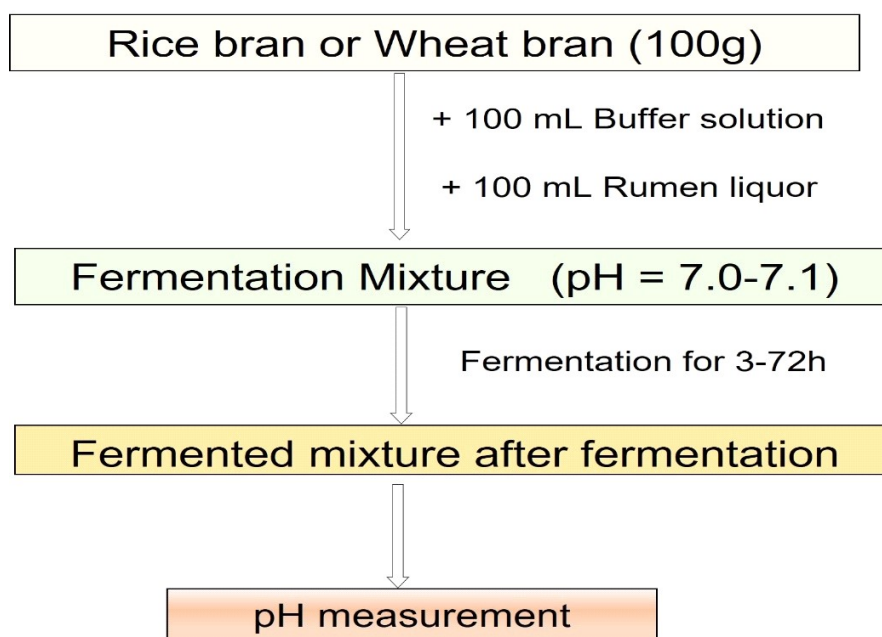 Rice bran or Wheat bran (100g)
+ 100 mL Buffer solution
+ 100 mL Rumen liquor
Fermentation Mixture (pH = 7.0-7.1)
Fermentation for 3-72h
Fermented mixture after fermentation
pH measurement